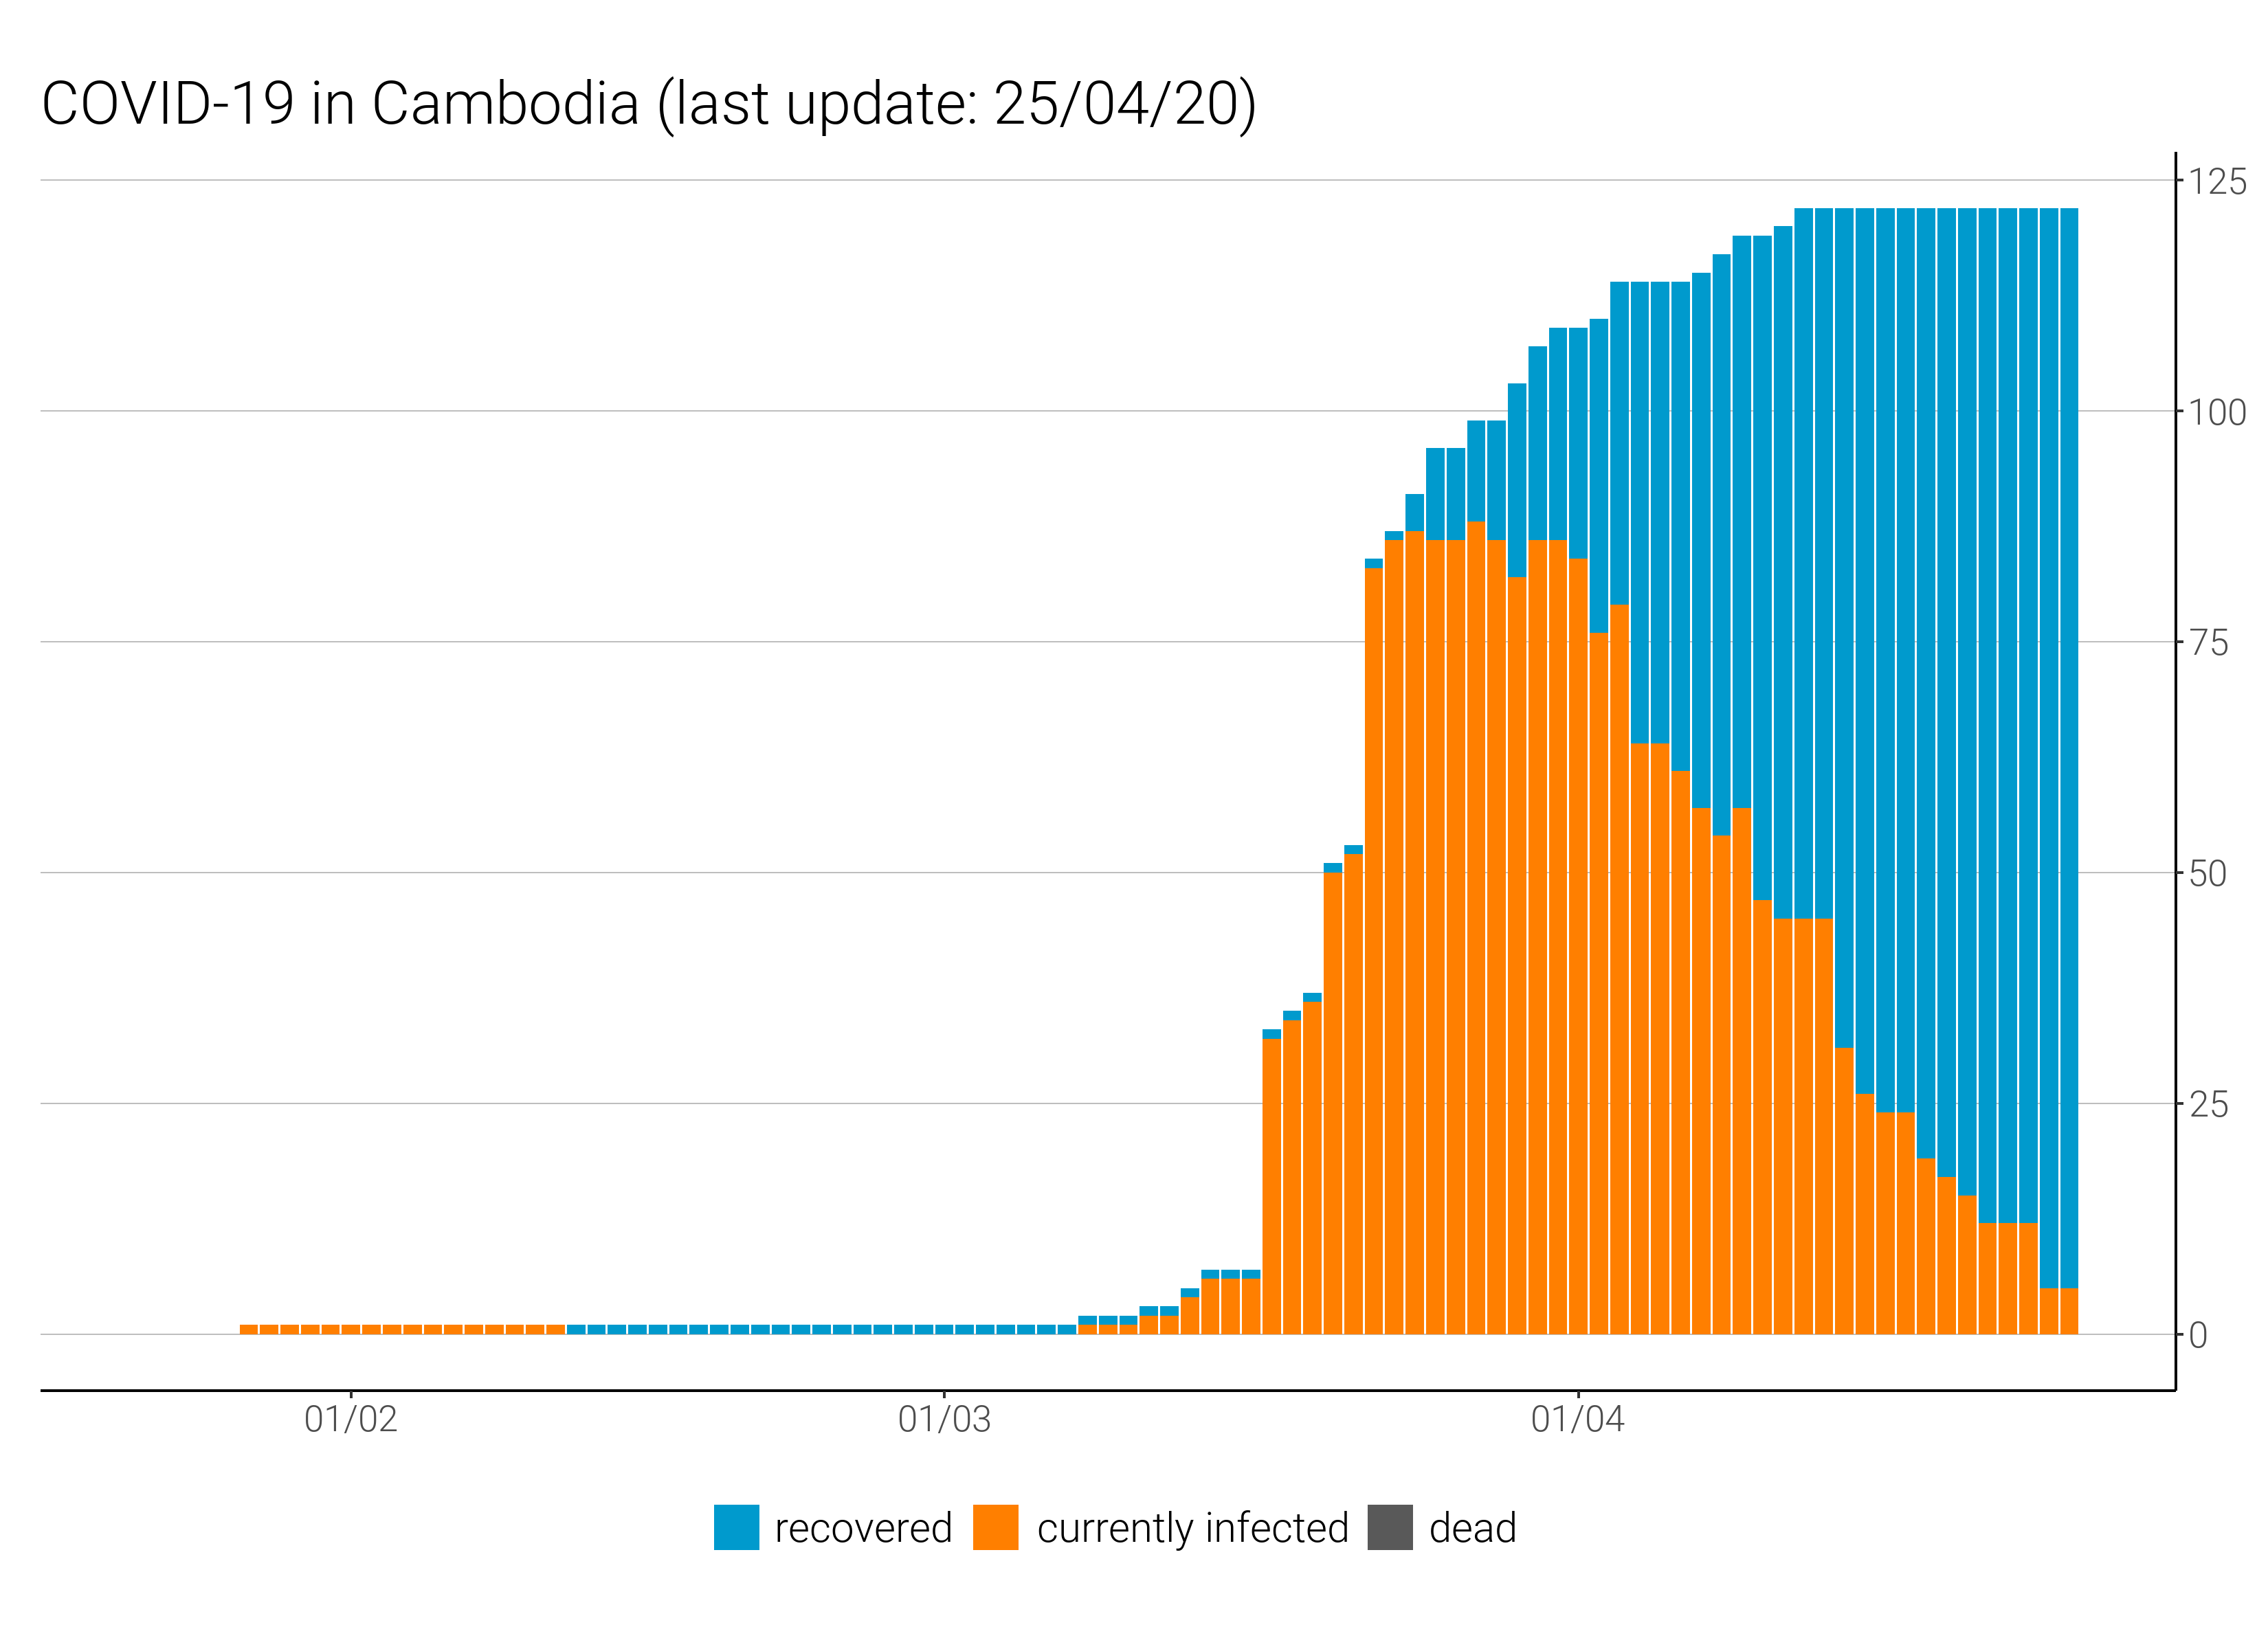 COVID-19 in Cambodia (last update: 25/04/20)
125
100
75
50
25
0
01/02 01/03 01/04
recovered currently infected dead